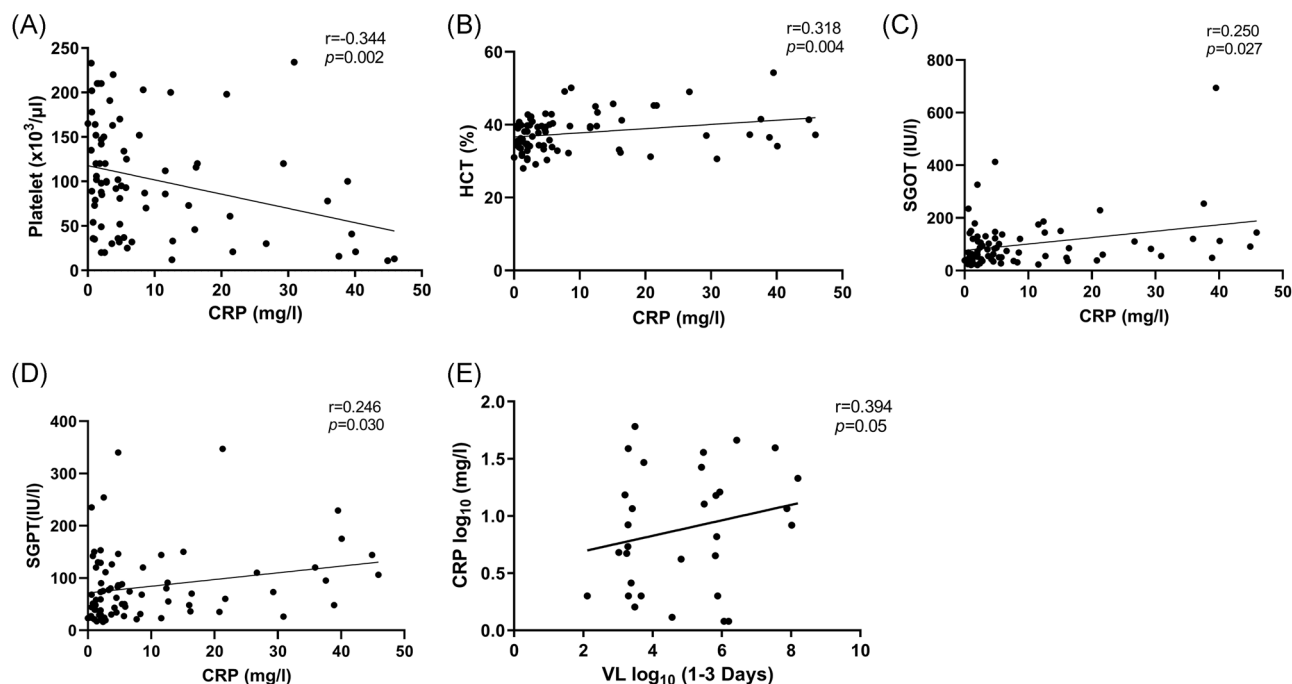 (A)
r=-0.344
p=0.002
250
200
150
100
50
0
Platelet (x10³/µl)
0 10 20 30 40 50
CRP (mg/l)
(B)
r=0.318
p=0.004
60
40
20
0
HCT (%)
0 10 20 30 40 50
CRP (mg/l)
(C)
r=0.250
p=0.027
800
600
400
200
0
SGOT (IU/l)
0 10 20 30 40 50
CRP (mg/l)
(D)
r=0.246
p=0.030
400
300
200
100
0
SGPT(IU/l)
0 10 20 30 40 50
CRP (mg/l)
(E)
r=0.394
p=0.05
2.0
1.5
1.0
0.5
0.0
CRP log₁₀ (mg/l)
0 2 4 6 8 10
VL log₁₀ (1-3 Days)